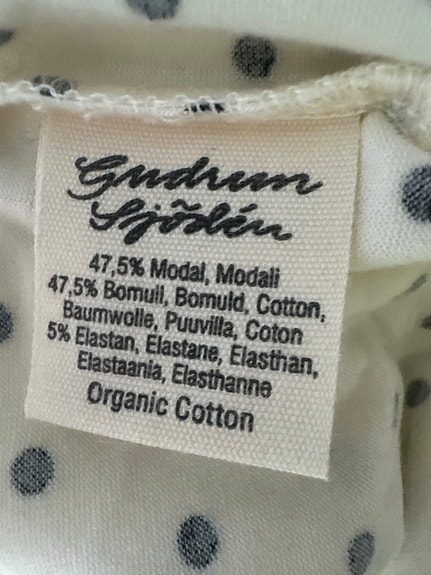 Gudrun
Sjödén
47,5% Modal, Modali
47,5% Bomull, Bomuld, Cotton,
Baumwolle, Puuvilla, Coton
5% Elastan, Elastane, Elasthan,
Elastaania, Elasthanne
Organic Cotton